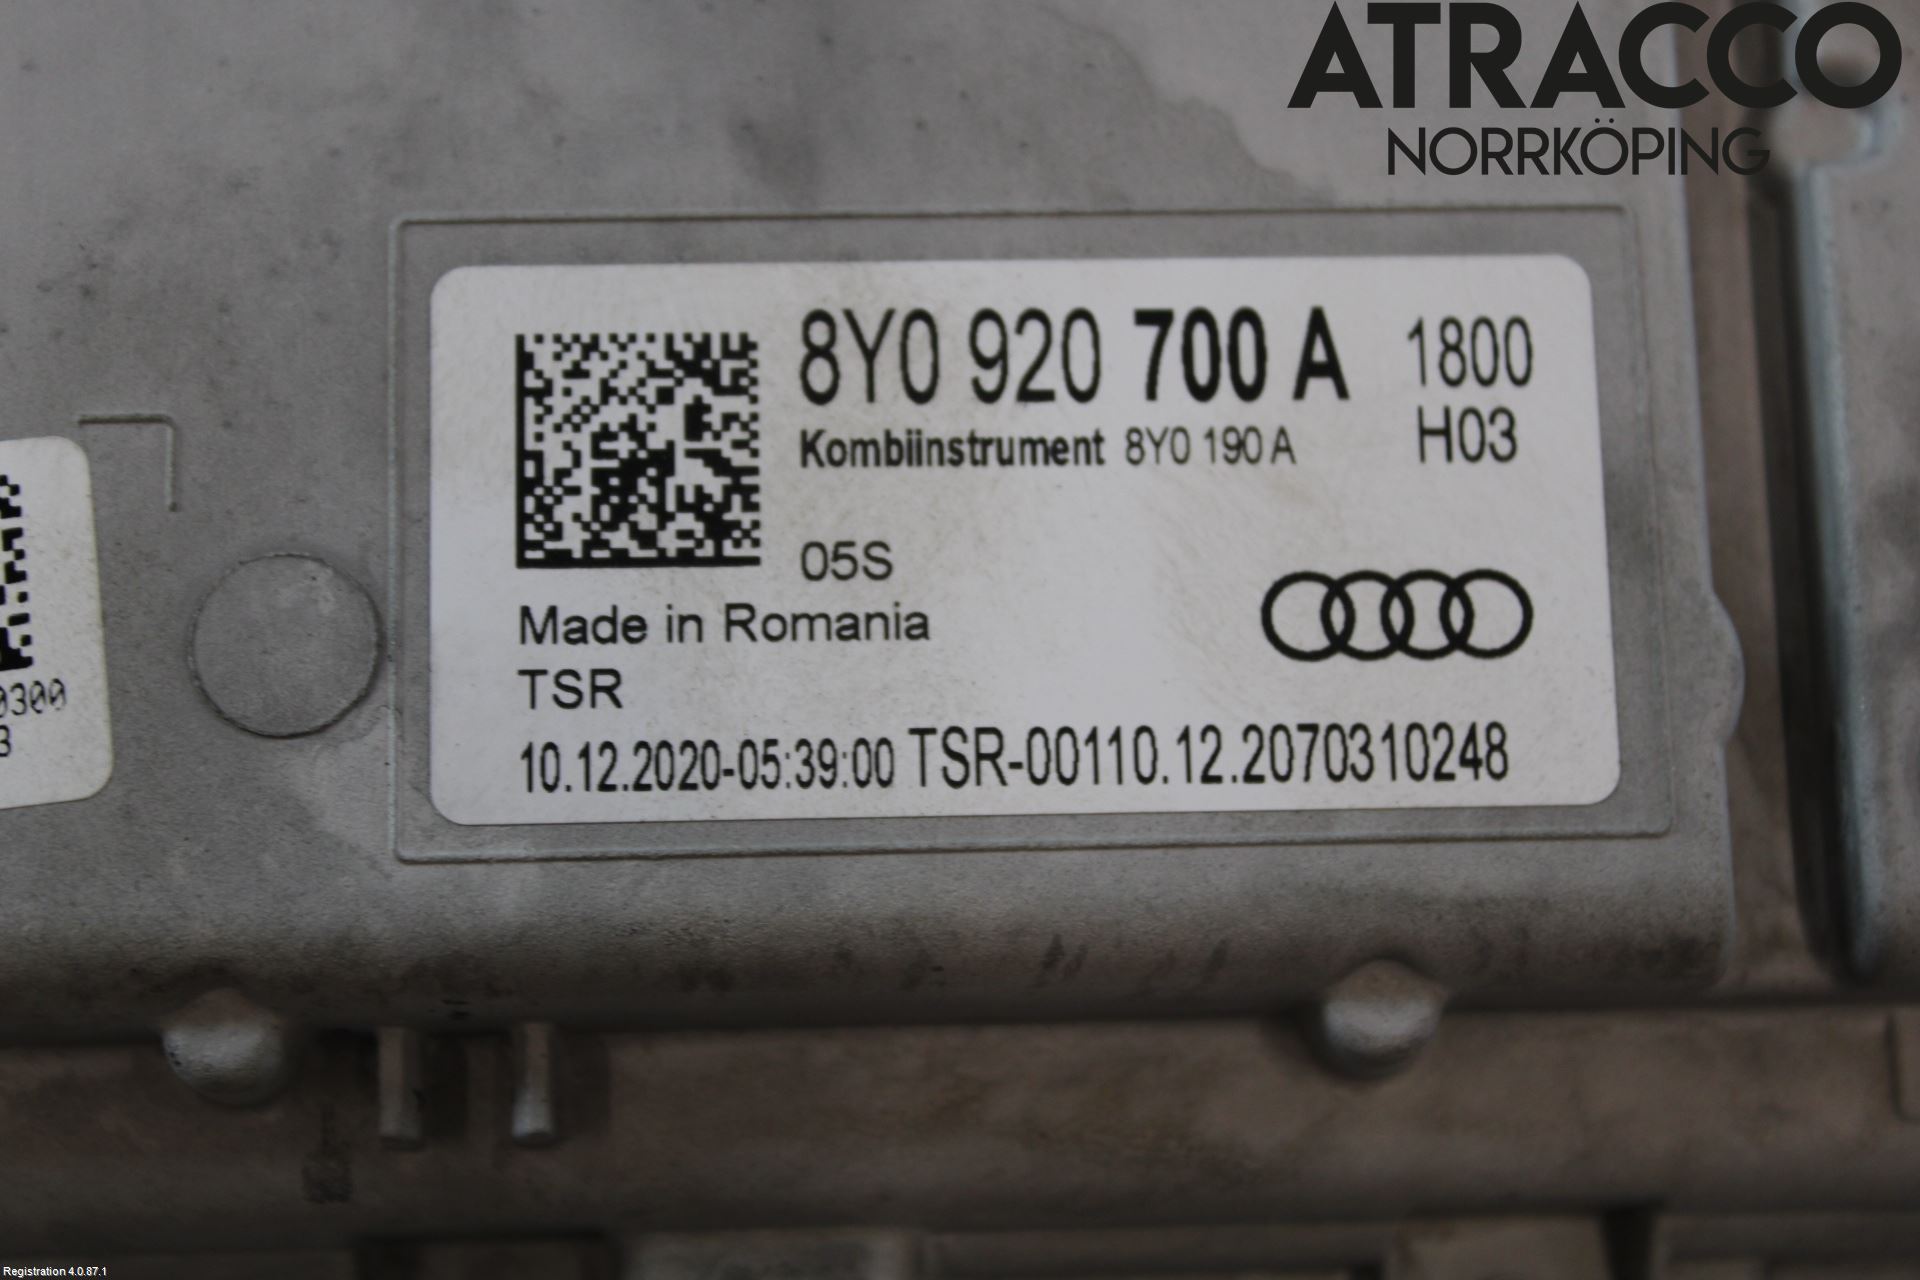 ATRACCO
NORRKÖPING
8Y0 920 700 A 1800
Kombiinstrument 8Y0 190 A H03
05S
Made in Romania
TSR
10.12.2020-05:39:00 TSR-00110.12.2070310248
0300
3
Registration 4.0.87.1